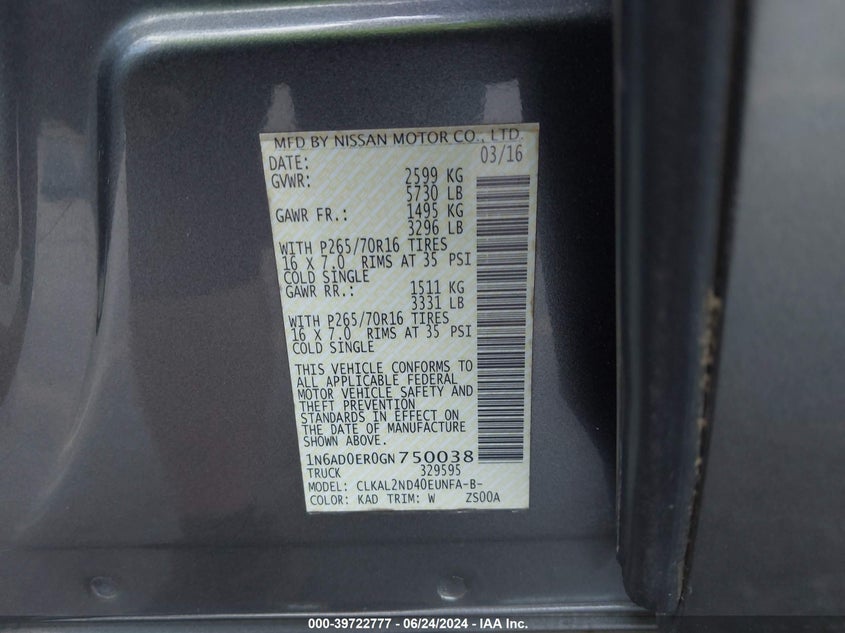 MFD BY NISSAN MOTOR CO., LTD.
DATE: 03/16
GVWR: 2599 KG
5730 LB
GAWR FR.: 1495 KG
3296 LB
WITH P265/70R16 TIRES
16 X 7.0 RIMS AT 35 PSI
COLD SINGLE
GAWR RR.: 1511 KG
3331 LB
WITH P265/70R16 TIRES
16 X 7.0 RIMS AT 35 PSI
COLD SINGLE
THIS VEHICLE CONFORMS TO
ALL APPLICABLE FEDERAL
MOTOR VEHICLE SAFETY AND
THEFT PREVENTION
STANDARDS IN EFFECT ON
THE DATE OF MANUFACTURE
SHOWN ABOVE.
1N6AD0ER0GN750038
TRUCK 329595
MODEL: CLKAL2ND40EUNFA-B-
COLOR: KAD TRIM: W ZS00A
000-39722777 - 06/24/2024 - IAA Inc.